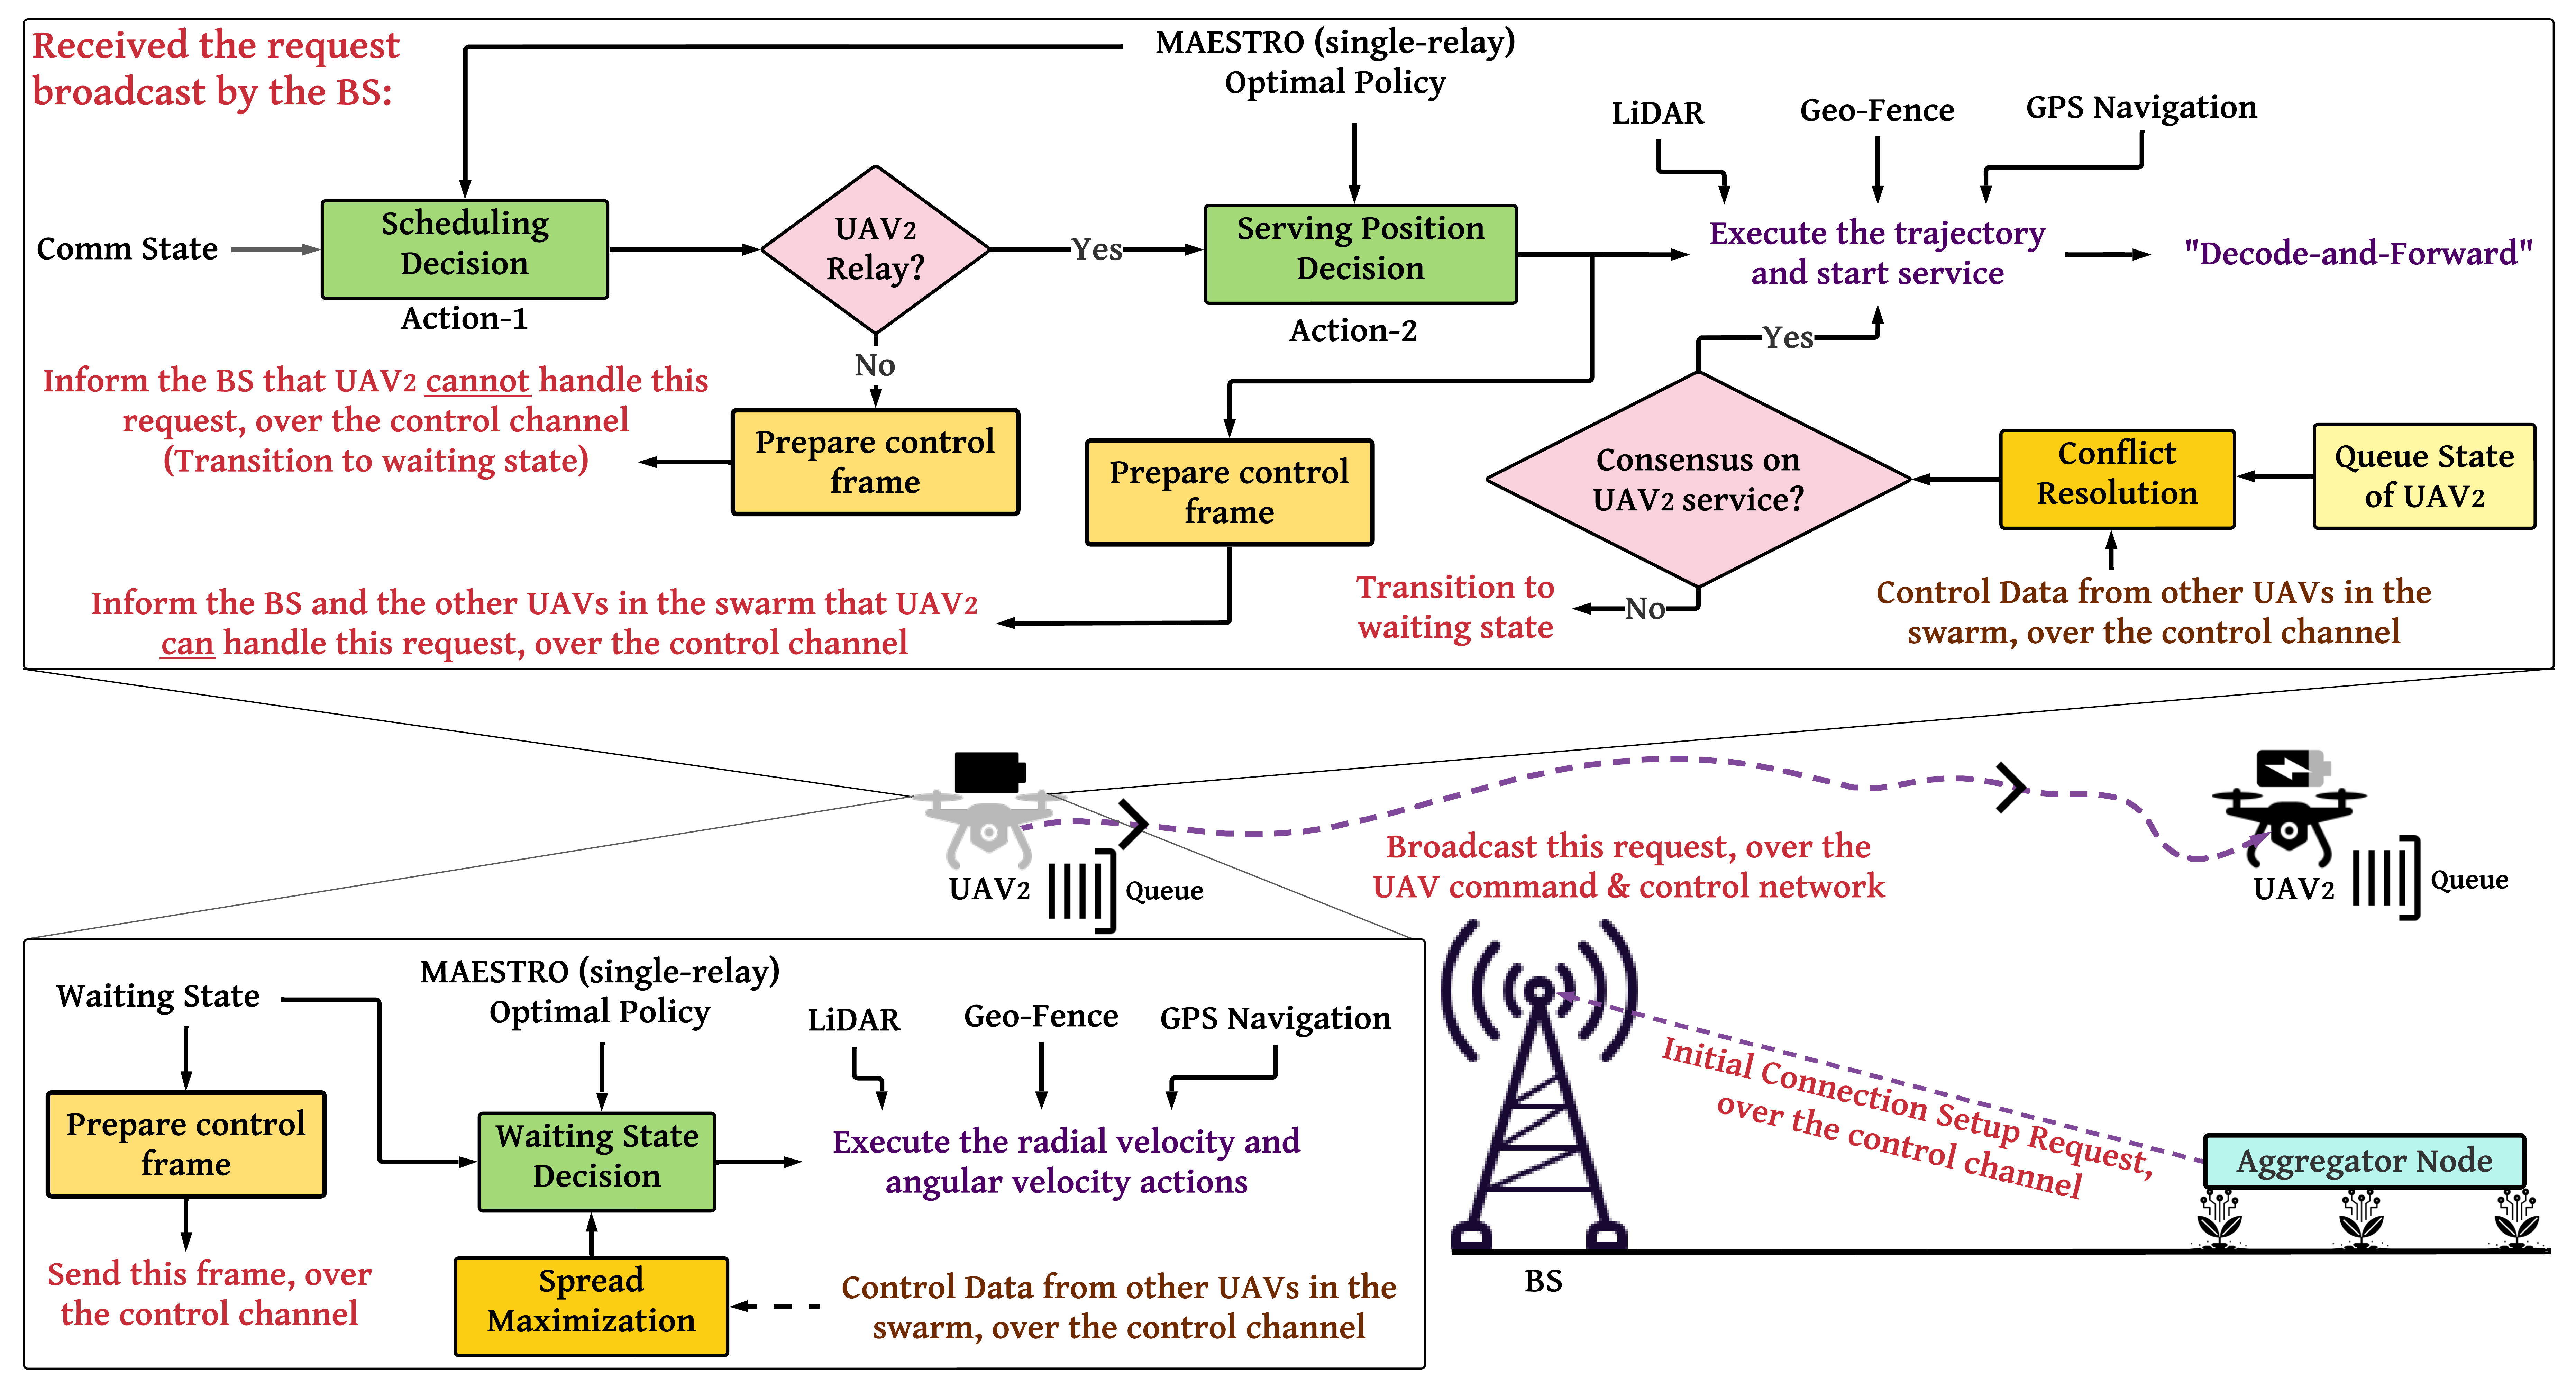 Received the request
broadcast by the BS:
MAESTRO (single-relay)
Optimal Policy
LiDAR
Geo-Fence
GPS Navigation
Comm State
Scheduling
Decision
Action-1
UAV2
Relay?
Yes
Serving Position
Decision
Action-2
Execute the trajectory
and start service
"Decode-and-Forward"
No
Yes
Inform the BS that UAV2 cannot handle this
request, over the control channel
(Transition to waiting state)
Prepare control
frame
Prepare control
frame
Consensus on
UAV2 service?
Conflict
Resolution
Queue State
of UAV2
Inform the BS and the other UAVs in the swarm that UAV2
can handle this request, over the control channel
Transition to
waiting state
No
Control Data from other UAVs in the
swarm, over the control channel
UAV2
Queue
Broadcast this request, over the
UAV command & control network
UAV2
Queue
Waiting State
MAESTRO (single-relay)
Optimal Policy
LiDAR
Geo-Fence
GPS Navigation
Prepare control
frame
Waiting State
Decision
Execute the radial velocity and
angular velocity actions
Send this frame, over
the control channel
Spread
Maximization
Control Data from other UAVs in the
swarm, over the control channel
Initial Connection Setup Request,
over the control channel
Aggregator Node
BS